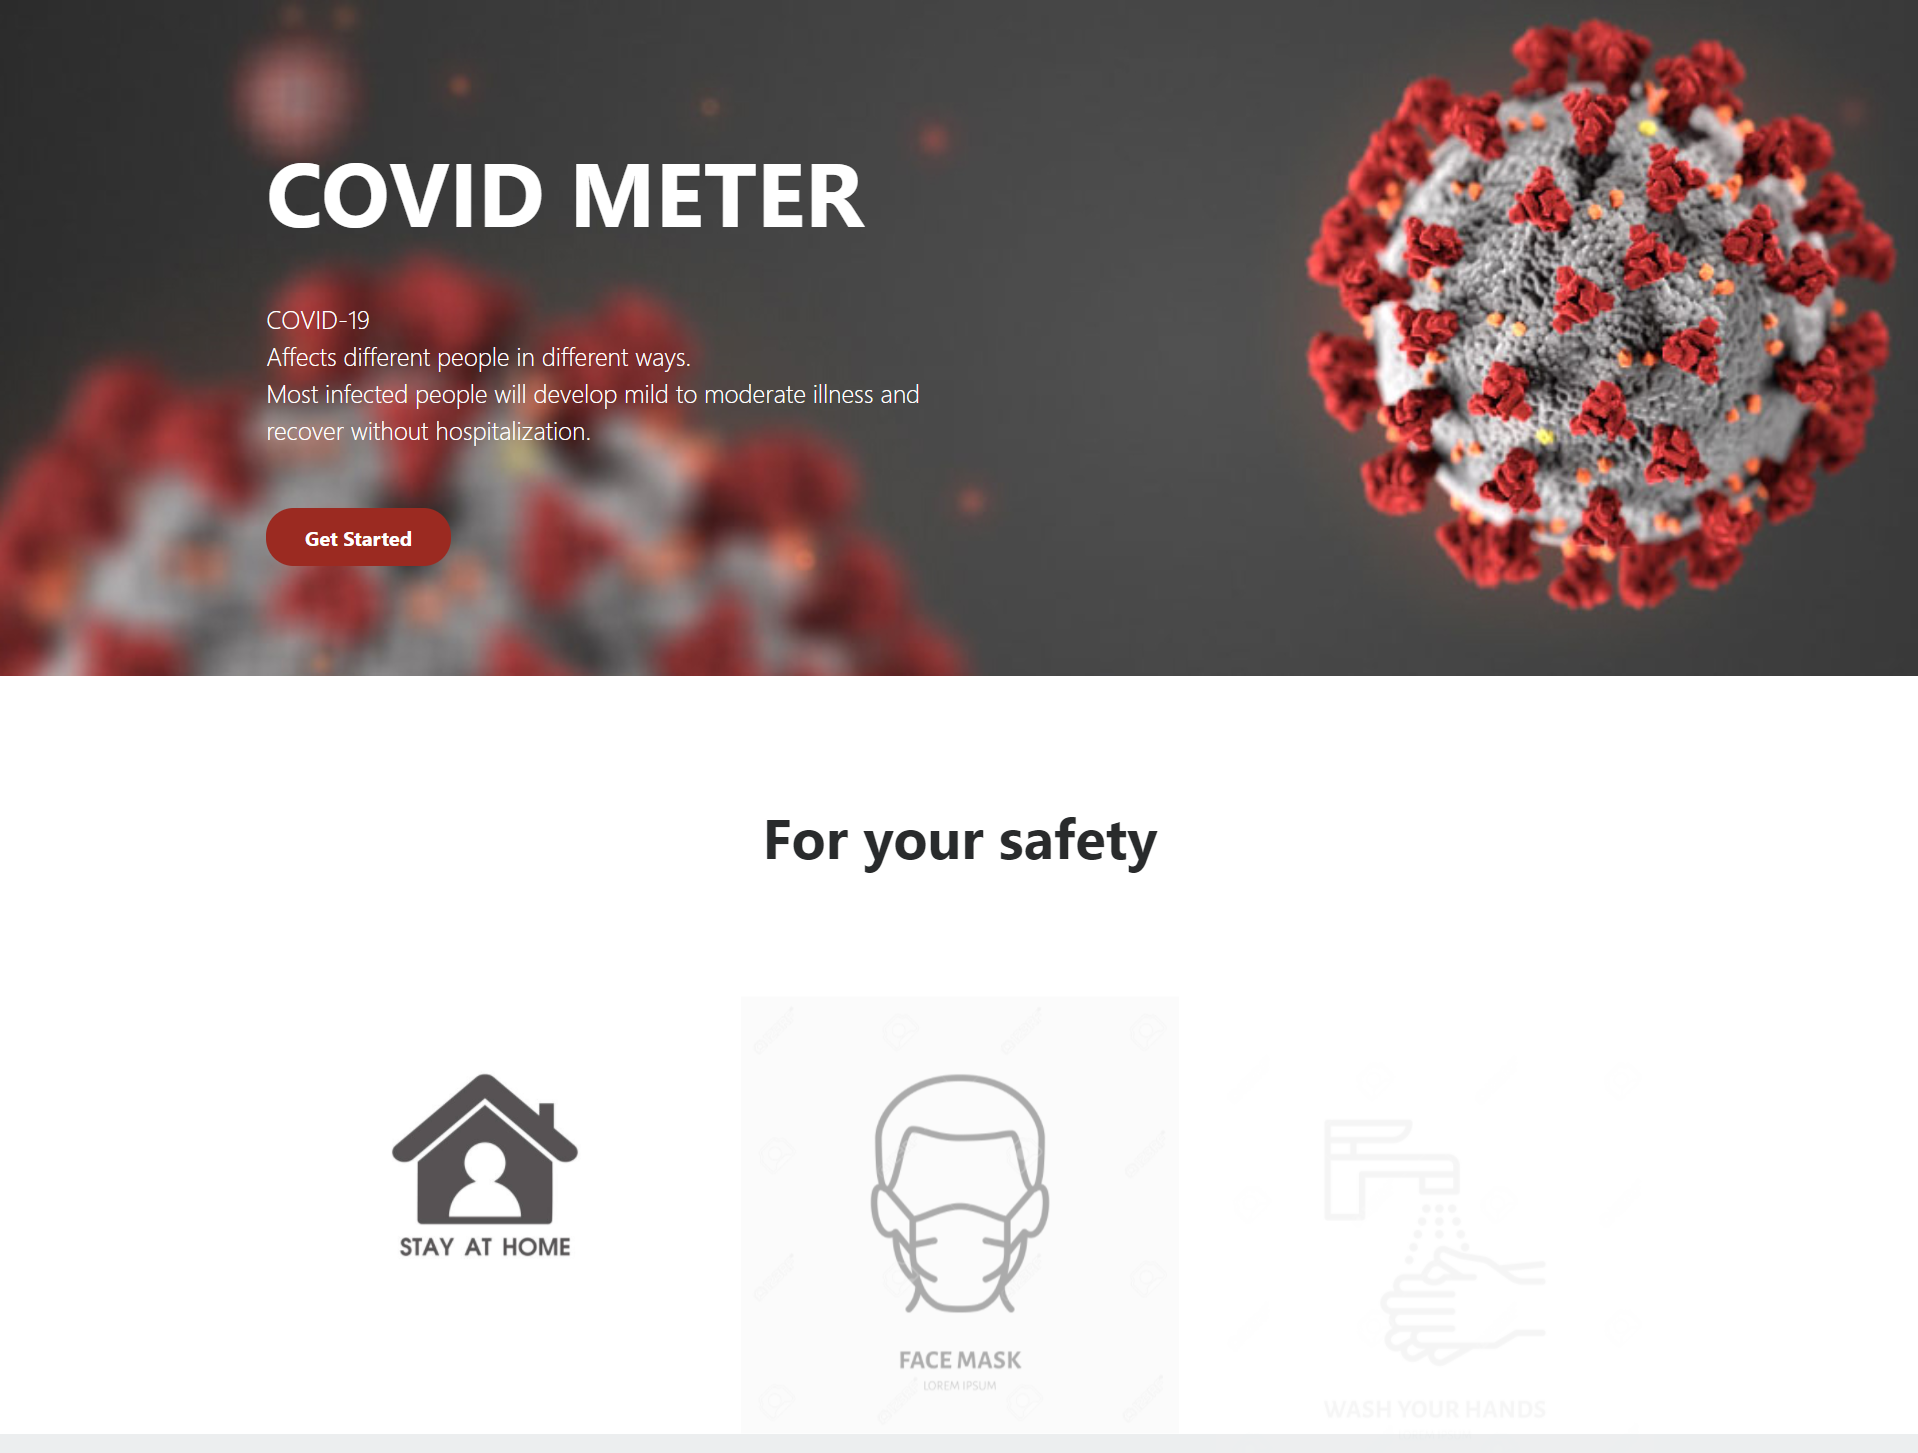 COVID METER
COVID-19
Affects different people in different ways.
Most infected people will develop mild to moderate illness and
recover without hospitalization.
Get Started
For your safety
STAY AT HOME
FACE MASK
LOREM IPSUM
WASH YOUR HANDS